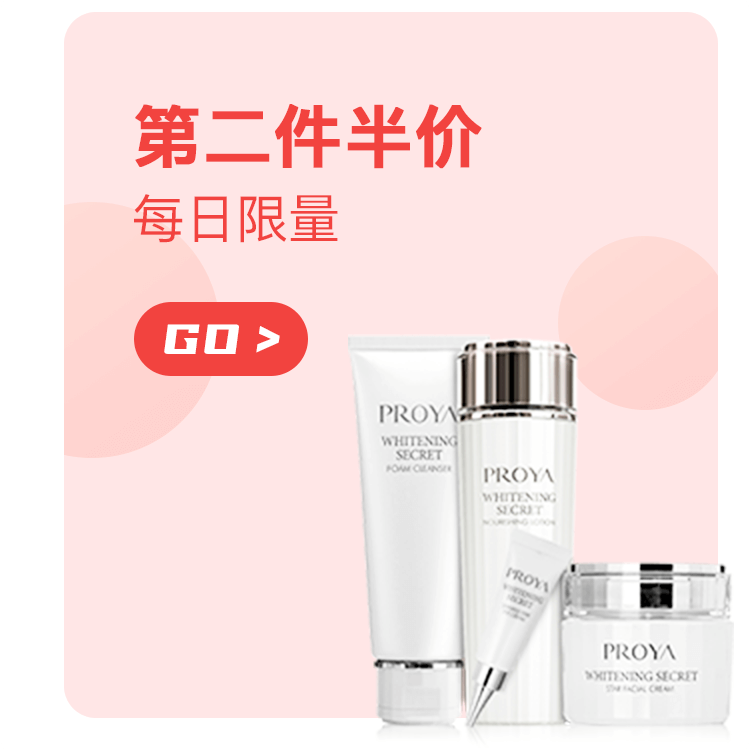 第二件半价
每日限量
GO >
PROYA
WHITENING
SECRET
FOAM CLEANSER
PROYA
WHITENING
SECRET
NOURISHING LOTION
PROYA
WHITENING
SECRET
PROYA
WHITENING SECRET
STAR FACIAL CREAM